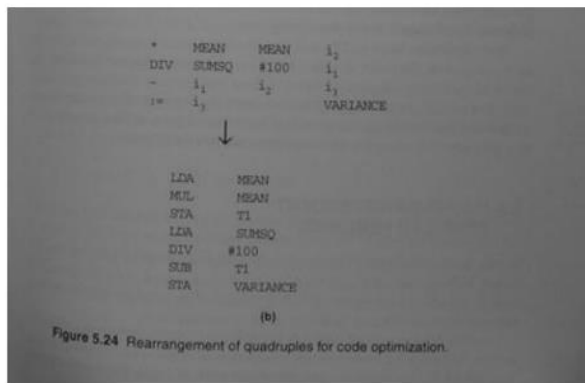 * MEAN MEAN i₂
DIV SUMSQ #100 i₁
- i₁ i₂ i₃
:= i₃ VARIANCE
↓
LDA MEAN
MUL MEAN
STA T1
LDA SUMSQ
DIV #100
SUB T1
STA VARIANCE
(b)
Figure 5.24 Rearrangement of quadruples for code optimization.